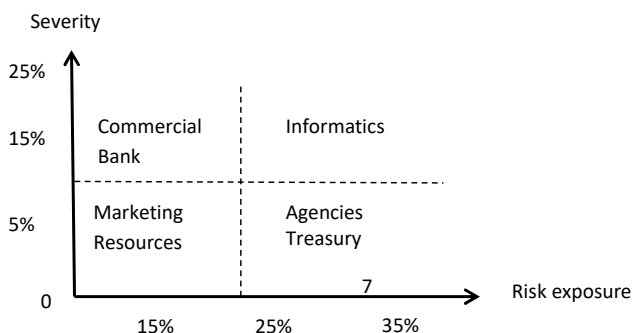 Severity
25%
Commercial Informatics
15%
Bank
Marketing Agencies
5%
Resources Treasury
7
0
Risk exposure
15% 25% 35%